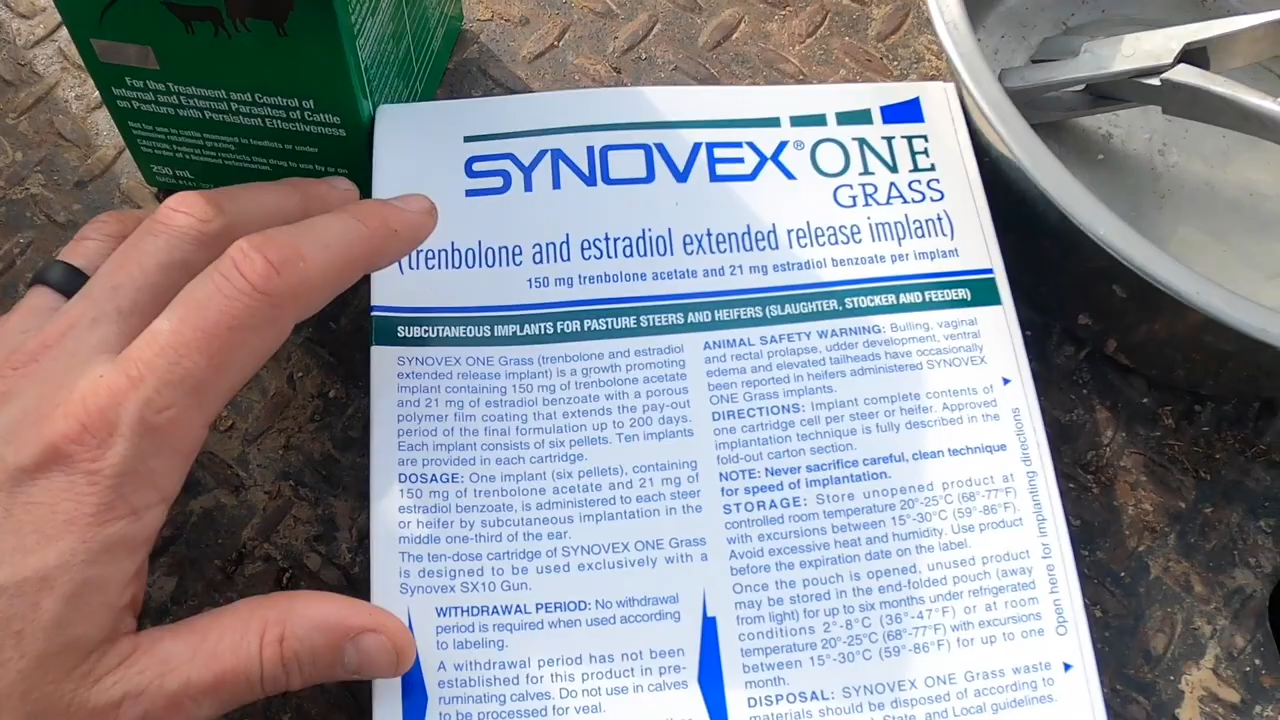 For the Treatment and Control of
Internal and External Parasites of Cattle
on Pasture with Persistent Effectiveness
Not for use in cattle managed in feedlots or under
intensive rotational grazing.
CAUTION: Federal law restricts this drug to use by or on
the order of a licensed veterinarian.
250 mL
SYNOVEX® ONE
GRASS
(trenbolone and estradiol extended release implant)
150 mg trenbolone acetate and 21 mg estradiol benzoate per implant
SUBCUTANEOUS IMPLANTS FOR PASTURE STEERS AND HEIFERS (SLAUGHTER, STOCKER AND FEEDER)
SYNOVEX ONE Grass (trenbolone and estradiol
extended release implant) is a growth promoting
implant containing 150 mg of trenbolone acetate
and 21 mg of estradiol benzoate with a porous
polymer film coating that extends the pay-out
period of the final formulation up to 200 days.
Each implant consists of six pellets. Ten implants
are provided in each cartridge.
DOSAGE: One implant (six pellets), containing
150 mg of trenbolone acetate and 21 mg of
estradiol benzoate, is administered to each steer
or heifer by subcutaneous implantation in the
middle one-third of the ear.
The ten-dose cartridge of SYNOVEX ONE Grass
is designed to be used exclusively with a
Synovex SX10 Gun.
WITHDRAWAL PERIOD: No withdrawal
period is required when used according
to labeling.
A withdrawal period has not been
established for this product in pre-
ruminating calves. Do not use in calves
to be processed for veal.
ANIMAL SAFETY WARNING: Bulling, vaginal
and rectal prolapse, udder development, ventral
edema and elevated tailheads have occasionally
been reported in heifers administered SYNOVEX
ONE Grass implants.
DIRECTIONS: Implant complete contents of
one cartridge cell per steer or heifer. Approved
implantation technique is fully described in the
fold-out carton section.
NOTE: Never sacrifice careful, clean technique
for speed of implantation.
STORAGE: Store unopened product at
controlled room temperature 20°-25°C (68°-77°F)
with excursions between 15°-30°C (59°-86°F).
Avoid excessive heat and humidity. Use product
before the expiration date on the label.
Once the pouch is opened, unused product
may be stored in the end-folded pouch (away
from light) for up to six months under refrigerated
conditions 2°-8°C (36°-47°F) or at room
temperature 20°-25°C (68°-77°F) with excursions
between 15°-30°C (59°-86°F) for up to one
month.
DISPOSAL: SYNOVEX ONE Grass waste
materials should be disposed of according to
State, and Local guidelines.
Open here for implanting directions